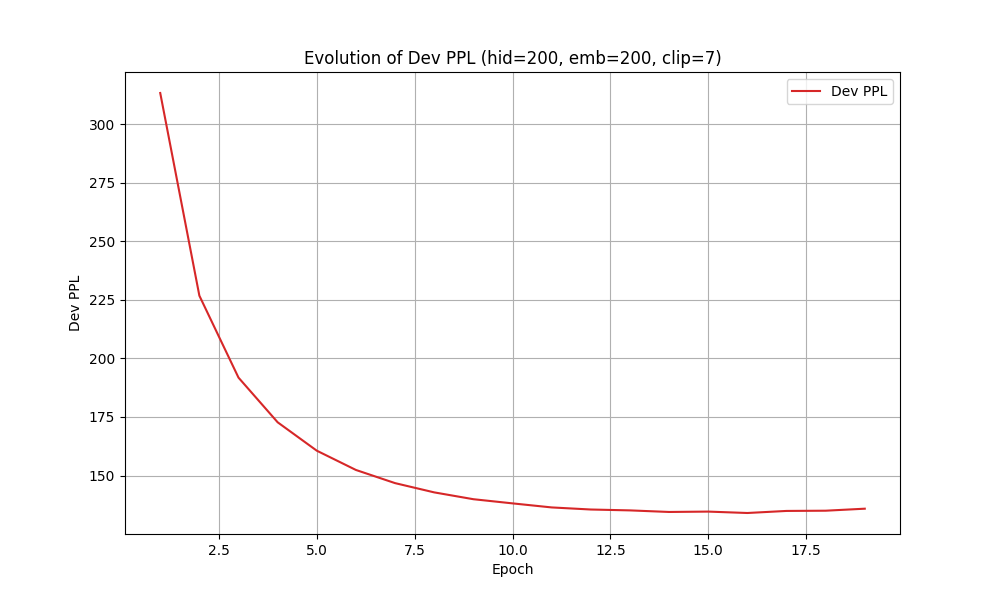 Evolution of Dev PPL (hid=200, emb=200, clip=7)
Dev PPL
300
275
250
225
200
175
150
Dev PPL
2.5 5.0 7.5 10.0 12.5 15.0 17.5
Epoch